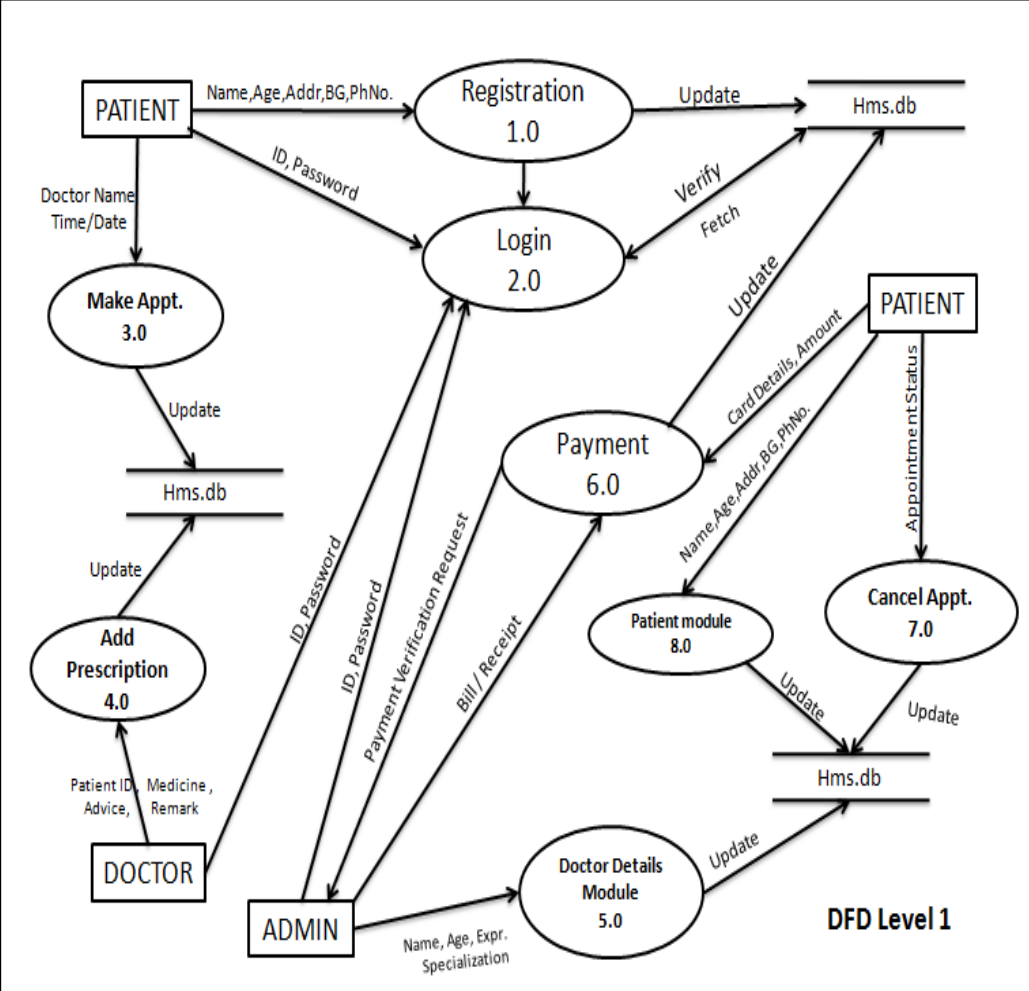 PATIENT
Name,Age,Addr,BG,PhNo.
Registration
1.0
Update
Hms.db
ID, Password
Doctor Name
Time/Date
Verify
Fetch
Login
2.0
Make Appt.
3.0
Update
PATIENT
Card Details, Amount
Name,Age,Addr,BG,PhNo.
AppointmentStatus
Update
Hms.db
Payment
6.0
Update
Add
Prescription
4.0
ID, Password
ID, Password
Payment Verification Request
Bill / Receipt
Patient module
8.0
Cancel Appt.
7.0
Update
Update
Hms.db
Patient ID, Medicine ,
Advice, Remark
DOCTOR
ADMIN
Name, Age, Expr.
Specialization
Doctor Details
Module
5.0
Update
DFD Level 1